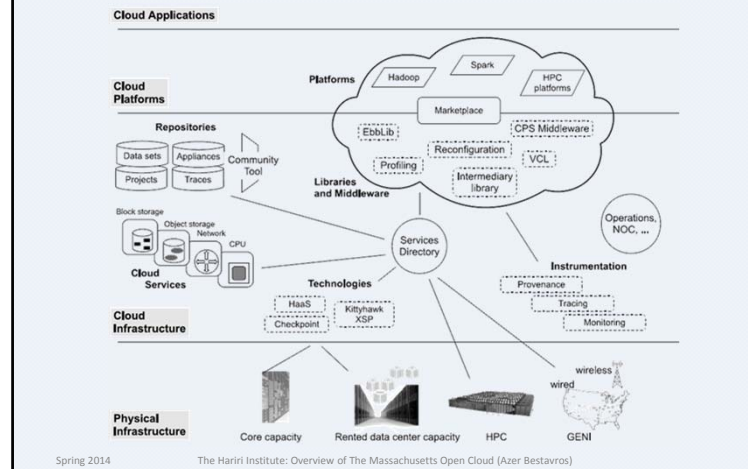 Cloud Applications
Cloud
Platforms
Platforms
Hadoop
Spark
HPC
platforms
Marketplace
EbbLib
CPS Middleware
Reconfiguration
Profiling
VCL
Intermediary
library
Libraries
and Middleware
Repositories
Data sets
Appliances
Projects
Traces
Community
Tool
Block storage
Object storage
Network
CPU
Cloud
Services
Services
Directory
Operations,
NOC, ...
Technologies
HaaS
Checkpoint
Kittyhawk
XSP
Instrumentation
Provenance
Tracing
Monitoring
Cloud
Infrastructure
Physical
Infrastructure
Core capacity
Rented data center capacity
HPC
wired
wireless
GENI
Spring 2014
The Hariri Institute: Overview of The Massachusetts Open Cloud (Azer Bestavros)